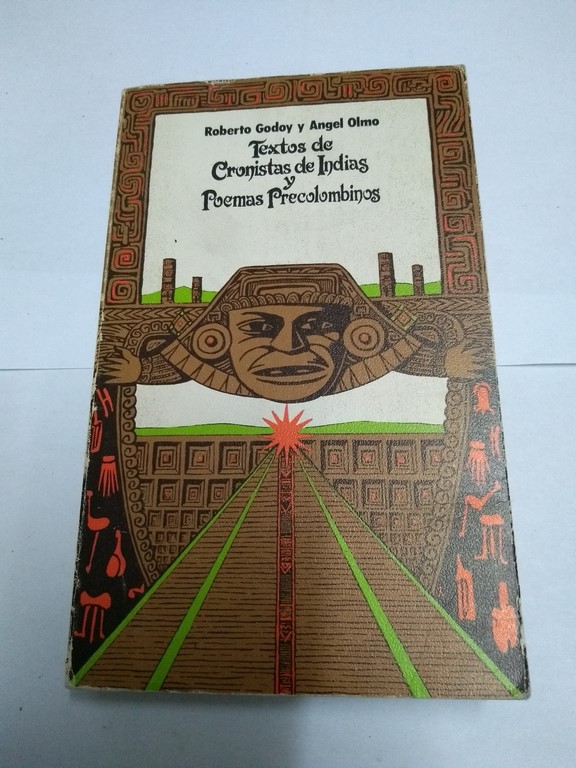 Roberto Godoy y Angel Olmo
Textos de
Cronistas de Indias
y
Poemas Precolombinos